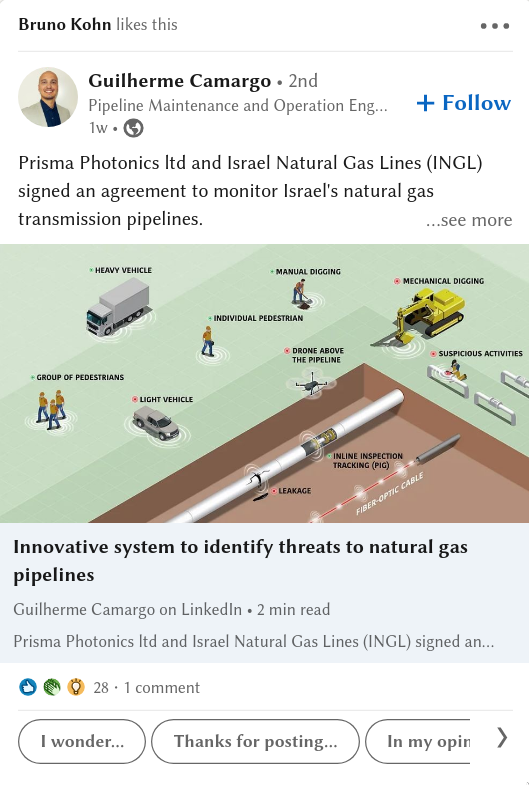 Bruno Kohn likes this
Guilherme Camargo • 2nd
Pipeline Maintenance and Operation Eng...
1w •
+ Follow
Prisma Photonics ltd and Israel Natural Gas Lines (INGL)
signed an agreement to monitor Israel's natural gas
transmission pipelines.
...see more
HEAVY VEHICLE
MANUAL DIGGING
MECHANICAL DIGGING
INDIVIDUAL PEDESTRIAN
DRONE ABOVE
THE PIPELINE
SUSPICIOUS ACTIVITIES
GROUP OF PEDESTRIANS
LIGHT VEHICLE
INLINE INSPECTION
TRACKING (PIG)
LEAKAGE
FIBER-OPTIC CABLE
Innovative system to identify threats to natural gas
pipelines
Guilherme Camargo on LinkedIn • 2 min read
Prisma Photonics ltd and Israel Natural Gas Lines (INGL) signed an...
28 · 1 comment
I wonder...
Thanks for posting...
In my opin